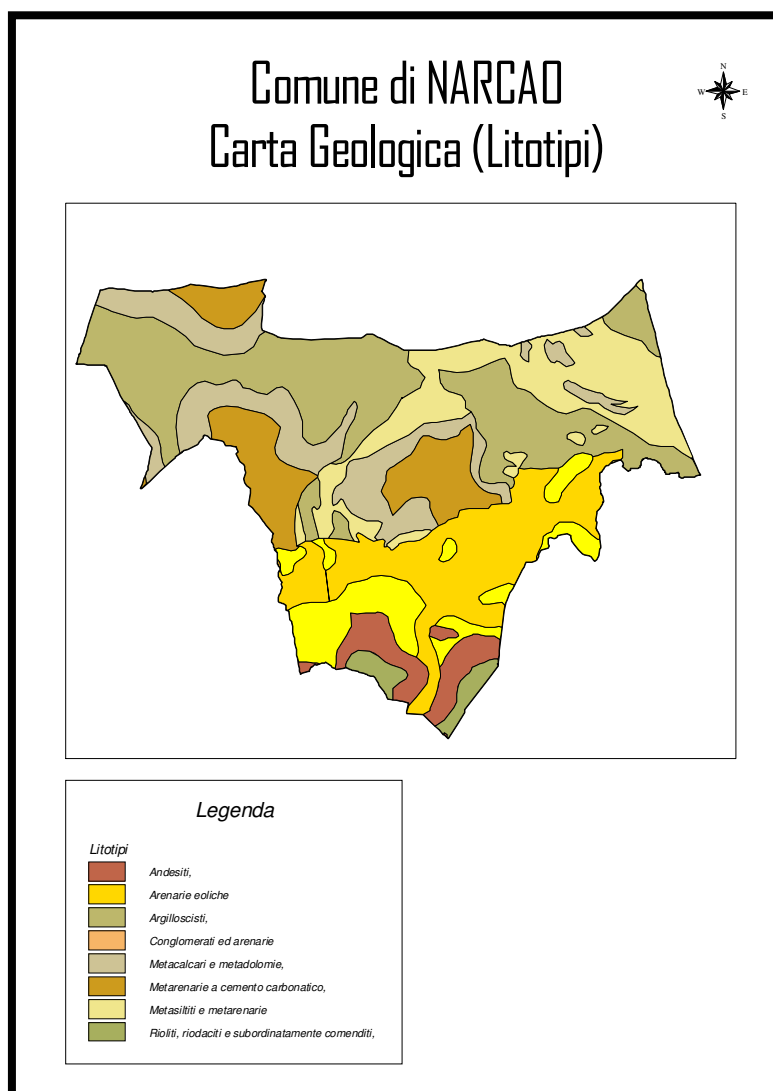 Comune di NARCAO
Carta Geologica (Litotipi)
N
W E
S
Legenda
Litotipi
Andesiti,
Arenarie eoliche
Argilloscisti,
Conglomerati ed arenarie
Metacalcari e metadolomie,
Metarenarie a cemento carbonatico,
Metasiltiti e metarenarie
Rioliti, riodaciti e subordinatamente comenditi,